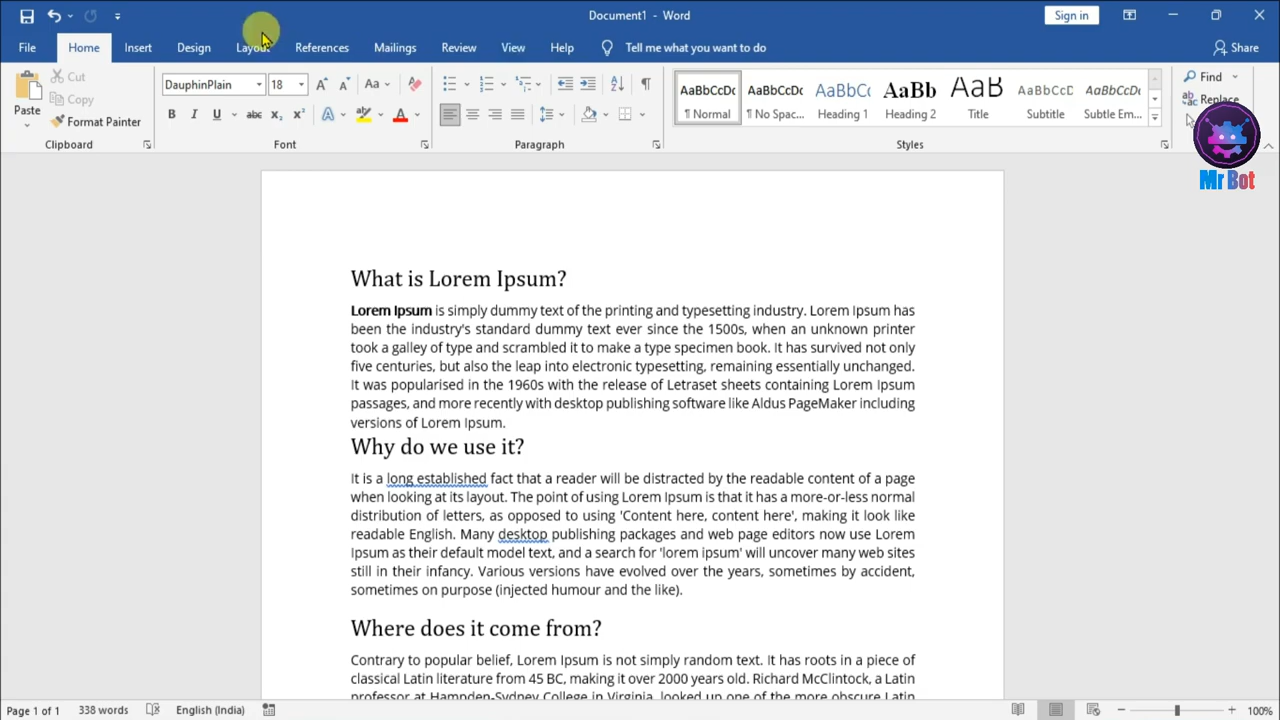 Document1 - Word
Sign in
File Home Insert Design Layout References Mailings Review View Help Tell me what you want to do Share
Paste
Cut
Copy
Format Painter
Clipboard
DauphinPlain 18 Aa
B I U abc x₂ x² A A
Font
Paragraph
AaBbCcDc AaBbCcDc AaBbCc AaBb AaB AaBbCcD AaBbCcDc
¶ Normal ¶ No Spac... Heading 1 Heading 2 Title Subtitle Subtle Em...
Styles
Find
Replace
Mr Bot
What is Lorem Ipsum?
Lorem Ipsum is simply dummy text of the printing and typesetting industry. Lorem Ipsum has
been the industry's standard dummy text ever since the 1500s, when an unknown printer
took a galley of type and scrambled it to make a type specimen book. It has survived not only
five centuries, but also the leap into electronic typesetting, remaining essentially unchanged.
It was popularised in the 1960s with the release of Letraset sheets containing Lorem Ipsum
passages, and more recently with desktop publishing software like Aldus PageMaker including
versions of Lorem Ipsum.
Why do we use it?
It is a long established fact that a reader will be distracted by the readable content of a page
when looking at its layout. The point of using Lorem Ipsum is that it has a more-or-less normal
distribution of letters, as opposed to using 'Content here, content here', making it look like
readable English. Many desktop publishing packages and web page editors now use Lorem
Ipsum as their default model text, and a search for 'lorem ipsum' will uncover many web sites
still in their infancy. Various versions have evolved over the years, sometimes by accident,
sometimes on purpose (injected humour and the like).
Where does it come from?
Contrary to popular belief, Lorem Ipsum is not simply random text. It has roots in a piece of
classical Latin literature from 45 BC, making it over 2000 years old. Richard McClintock, a Latin
professor at Hampden-Sydney College in Virginia, looked up one of the more obscure Latin
Page 1 of 1 338 words English (India) 100%